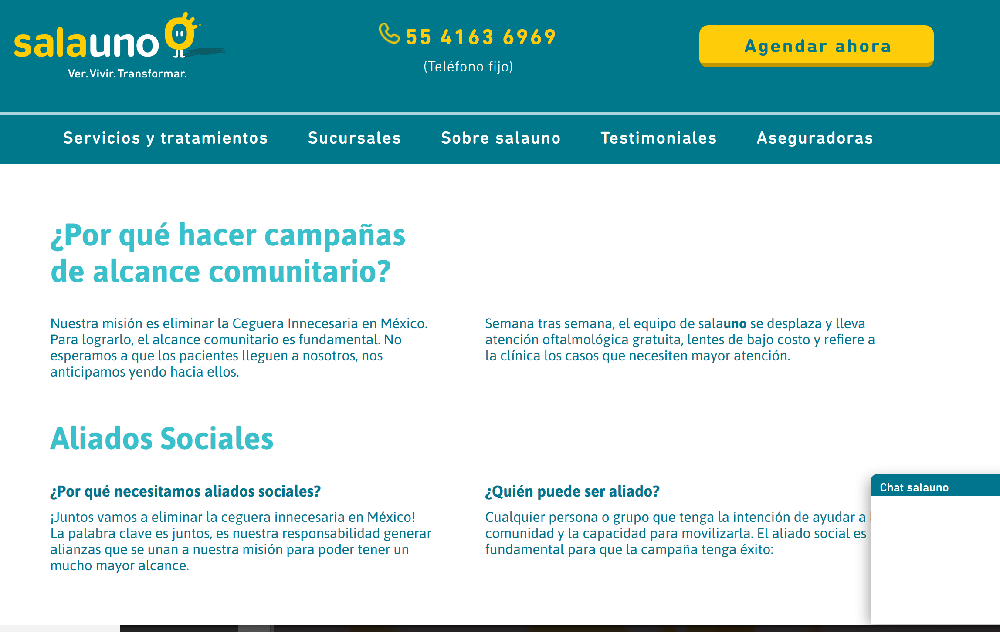 salauno
Ver. Vivir. Transformar.
55 4163 6969
(Teléfono fijo)
Agendar ahora
Servicios y tratamientos
Sucursales
Sobre salauno
Testimoniales
Aseguradoras
¿Por qué hacer campañas
de alcance comunitario?
Nuestra misión es eliminar la Ceguera Innecesaria en México.
Para lograrlo, el alcance comunitario es fundamental. No
esperamos a que los pacientes lleguen a nosotros, nos
anticipamos yendo hacia ellos.
Semana tras semana, el equipo de salauno se desplaza y lleva
atención oftalmológica gratuita, lentes de bajo costo y refiere a
la clínica los casos que necesiten mayor atención.
Aliados Sociales
¿Por qué necesitamos aliados sociales?
¡Juntos vamos a eliminar la ceguera innecesaria en México!
La palabra clave es juntos, es nuestra responsabilidad generar
alianzas que se unan a nuestra misión para poder tener un
mucho mayor alcance.
¿Quién puede ser aliado?
Cualquier persona o grupo que tenga la intención de ayudar a
comunidad y la capacidad para movilizarla. El aliado social es
fundamental para que la campaña tenga éxito:
Chat salauno